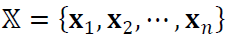 𝕏 = {𝐱₁, 𝐱₂, ⋯, 𝐱ₙ}